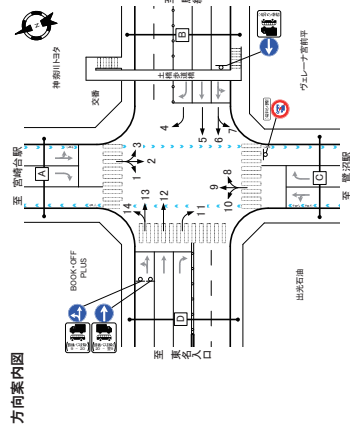 方向案内図
至 宮崎台駅
A
神奈川トヨタ
交番
土橋歩道橋
B
ヴェレーナ宮前平
4
5
6
7
3
2
1
8
9
10
14
13
12
11
至 鷺沼駅
C
BOOK・OFF
PLUS
D
至 東名入口
出光石油